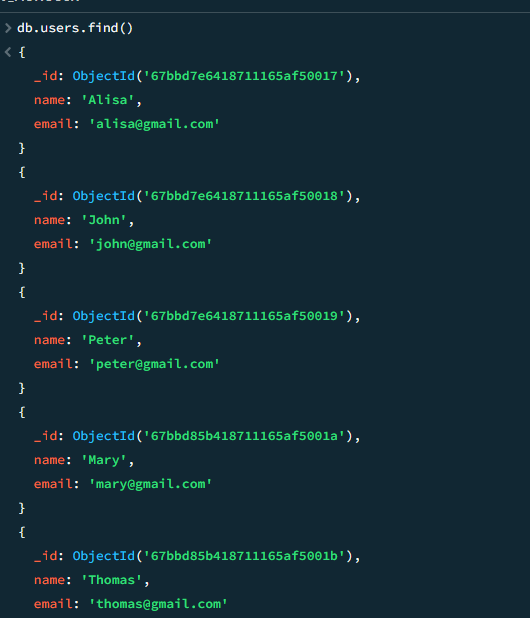 > db.users.find()
< {
_id: ObjectId('67bbd7e6418711165af50017'),
name: 'Alisa',
email: 'alisa@gmail.com'
}
{
_id: ObjectId('67bbd7e6418711165af50018'),
name: 'John',
email: 'john@gmail.com'
}
{
_id: ObjectId('67bbd7e6418711165af50019'),
name: 'Peter',
email: 'peter@gmail.com'
}
{
_id: ObjectId('67bbd85b418711165af5001a'),
name: 'Mary',
email: 'mary@gmail.com'
}
{
_id: ObjectId('67bbd85b418711165af5001b'),
name: 'Thomas',
email: 'thomas@gmail.com'